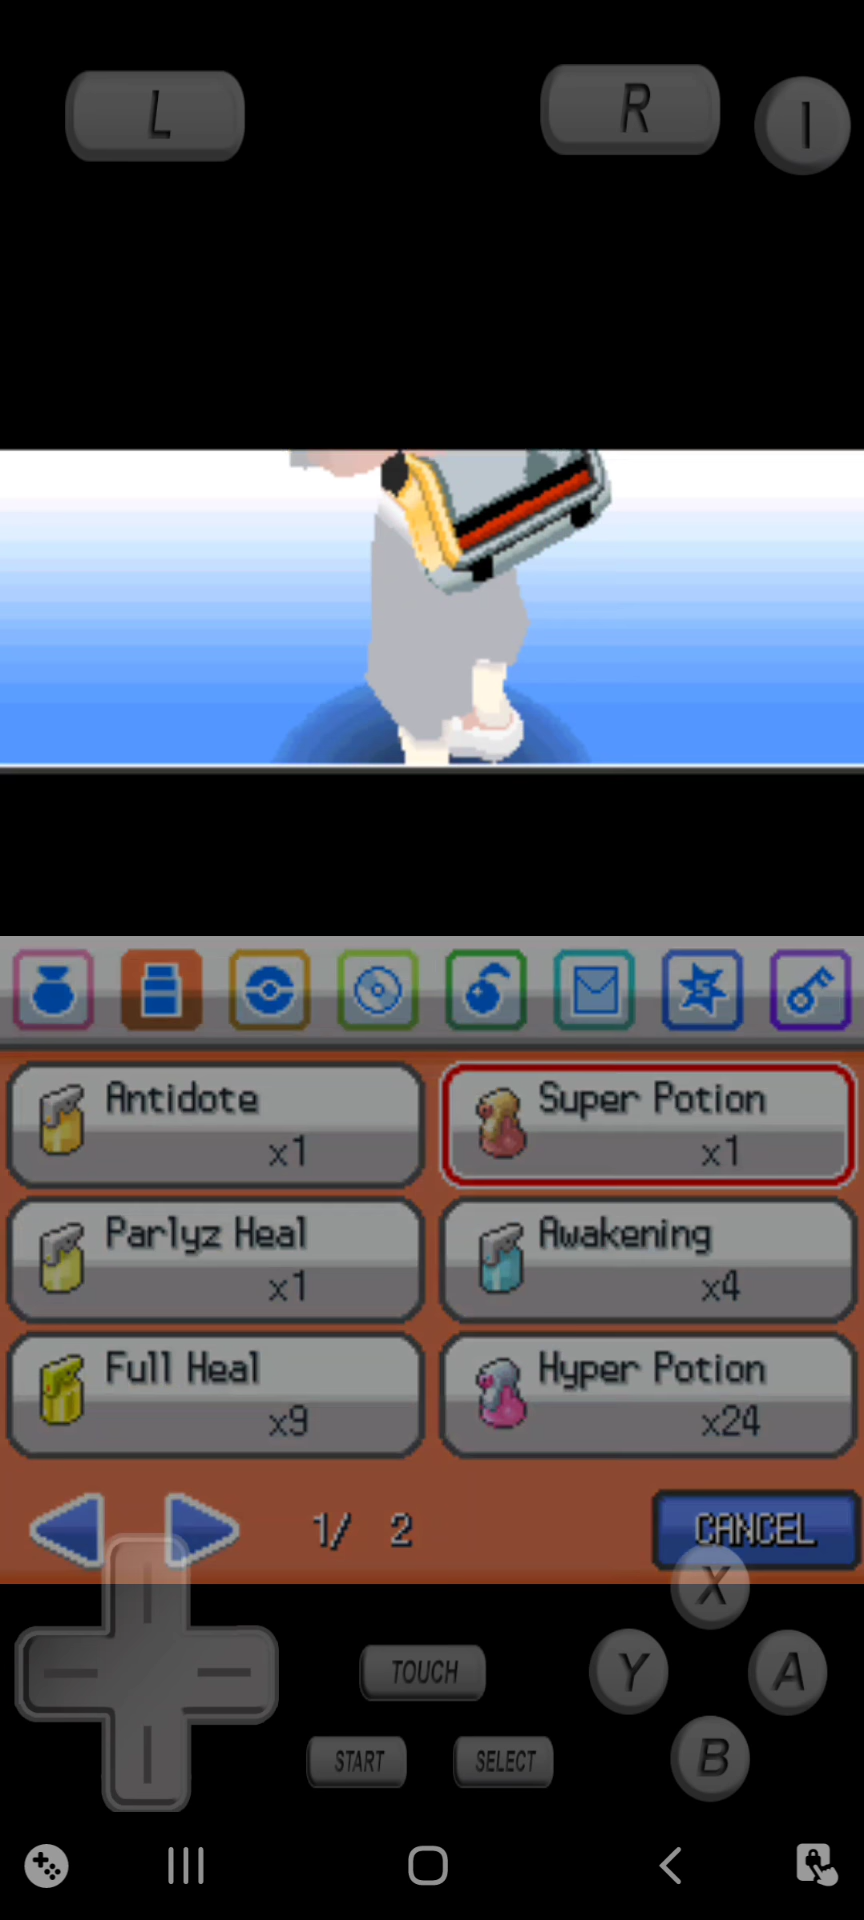 L
R
Antidote
x1
Super Potion
x1
Parlyz Heal
x1
Awakening
x4
Full Heal
x9
Hyper Potion
x24
1/ 2
CANCEL
X
TOUCH
Y
A
START
SELECT
B